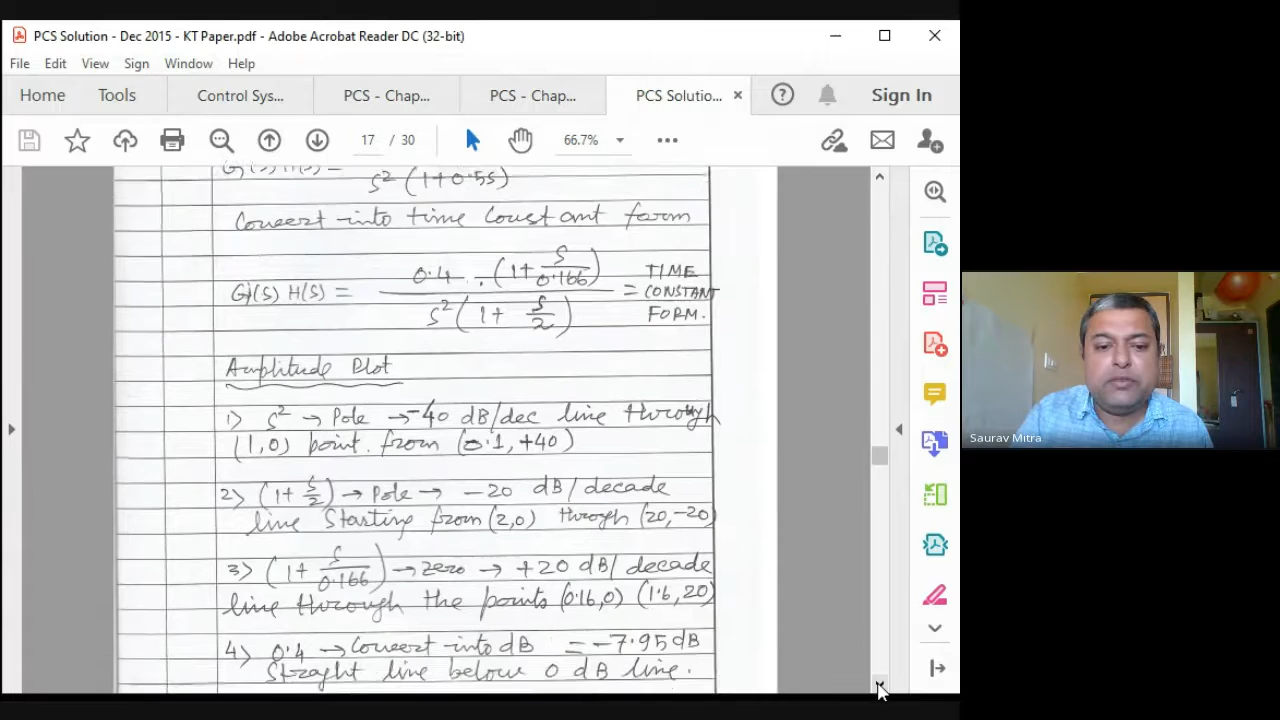 PCS Solution - Dec 2015 - KT Paper.pdf - Adobe Acrobat Reader DC (32-bit)
File Edit View Sign Window Help
Home Tools Control Sys... PCS - Chap... PCS - Chap... PCS Solutio... × Sign In
17 / 30 66.7%
G(s) H(s) =
s² (1+0.5s)
Convert into time constant form
G(s) H(s) = 0.4 . (1 + s/0.166) / s² (1 + s/2) = TIME CONSTANT FORM.
Amplitude Plot
1> s² → Pole → -40 dB/dec line through
(1,0) point. from (0.1, +40)
2> (1 + s/2) → Pole → -20 dB/decade
line starting from (2,0) through (20,-20)
3> (1 + s/0.166) → zero → +20 dB/decade
line through the points (0.16,0) (1.6,20)
4> 0.4 → Convert into dB = -7.95 dB
Straght line below 0 dB line.
Saurav Mitra